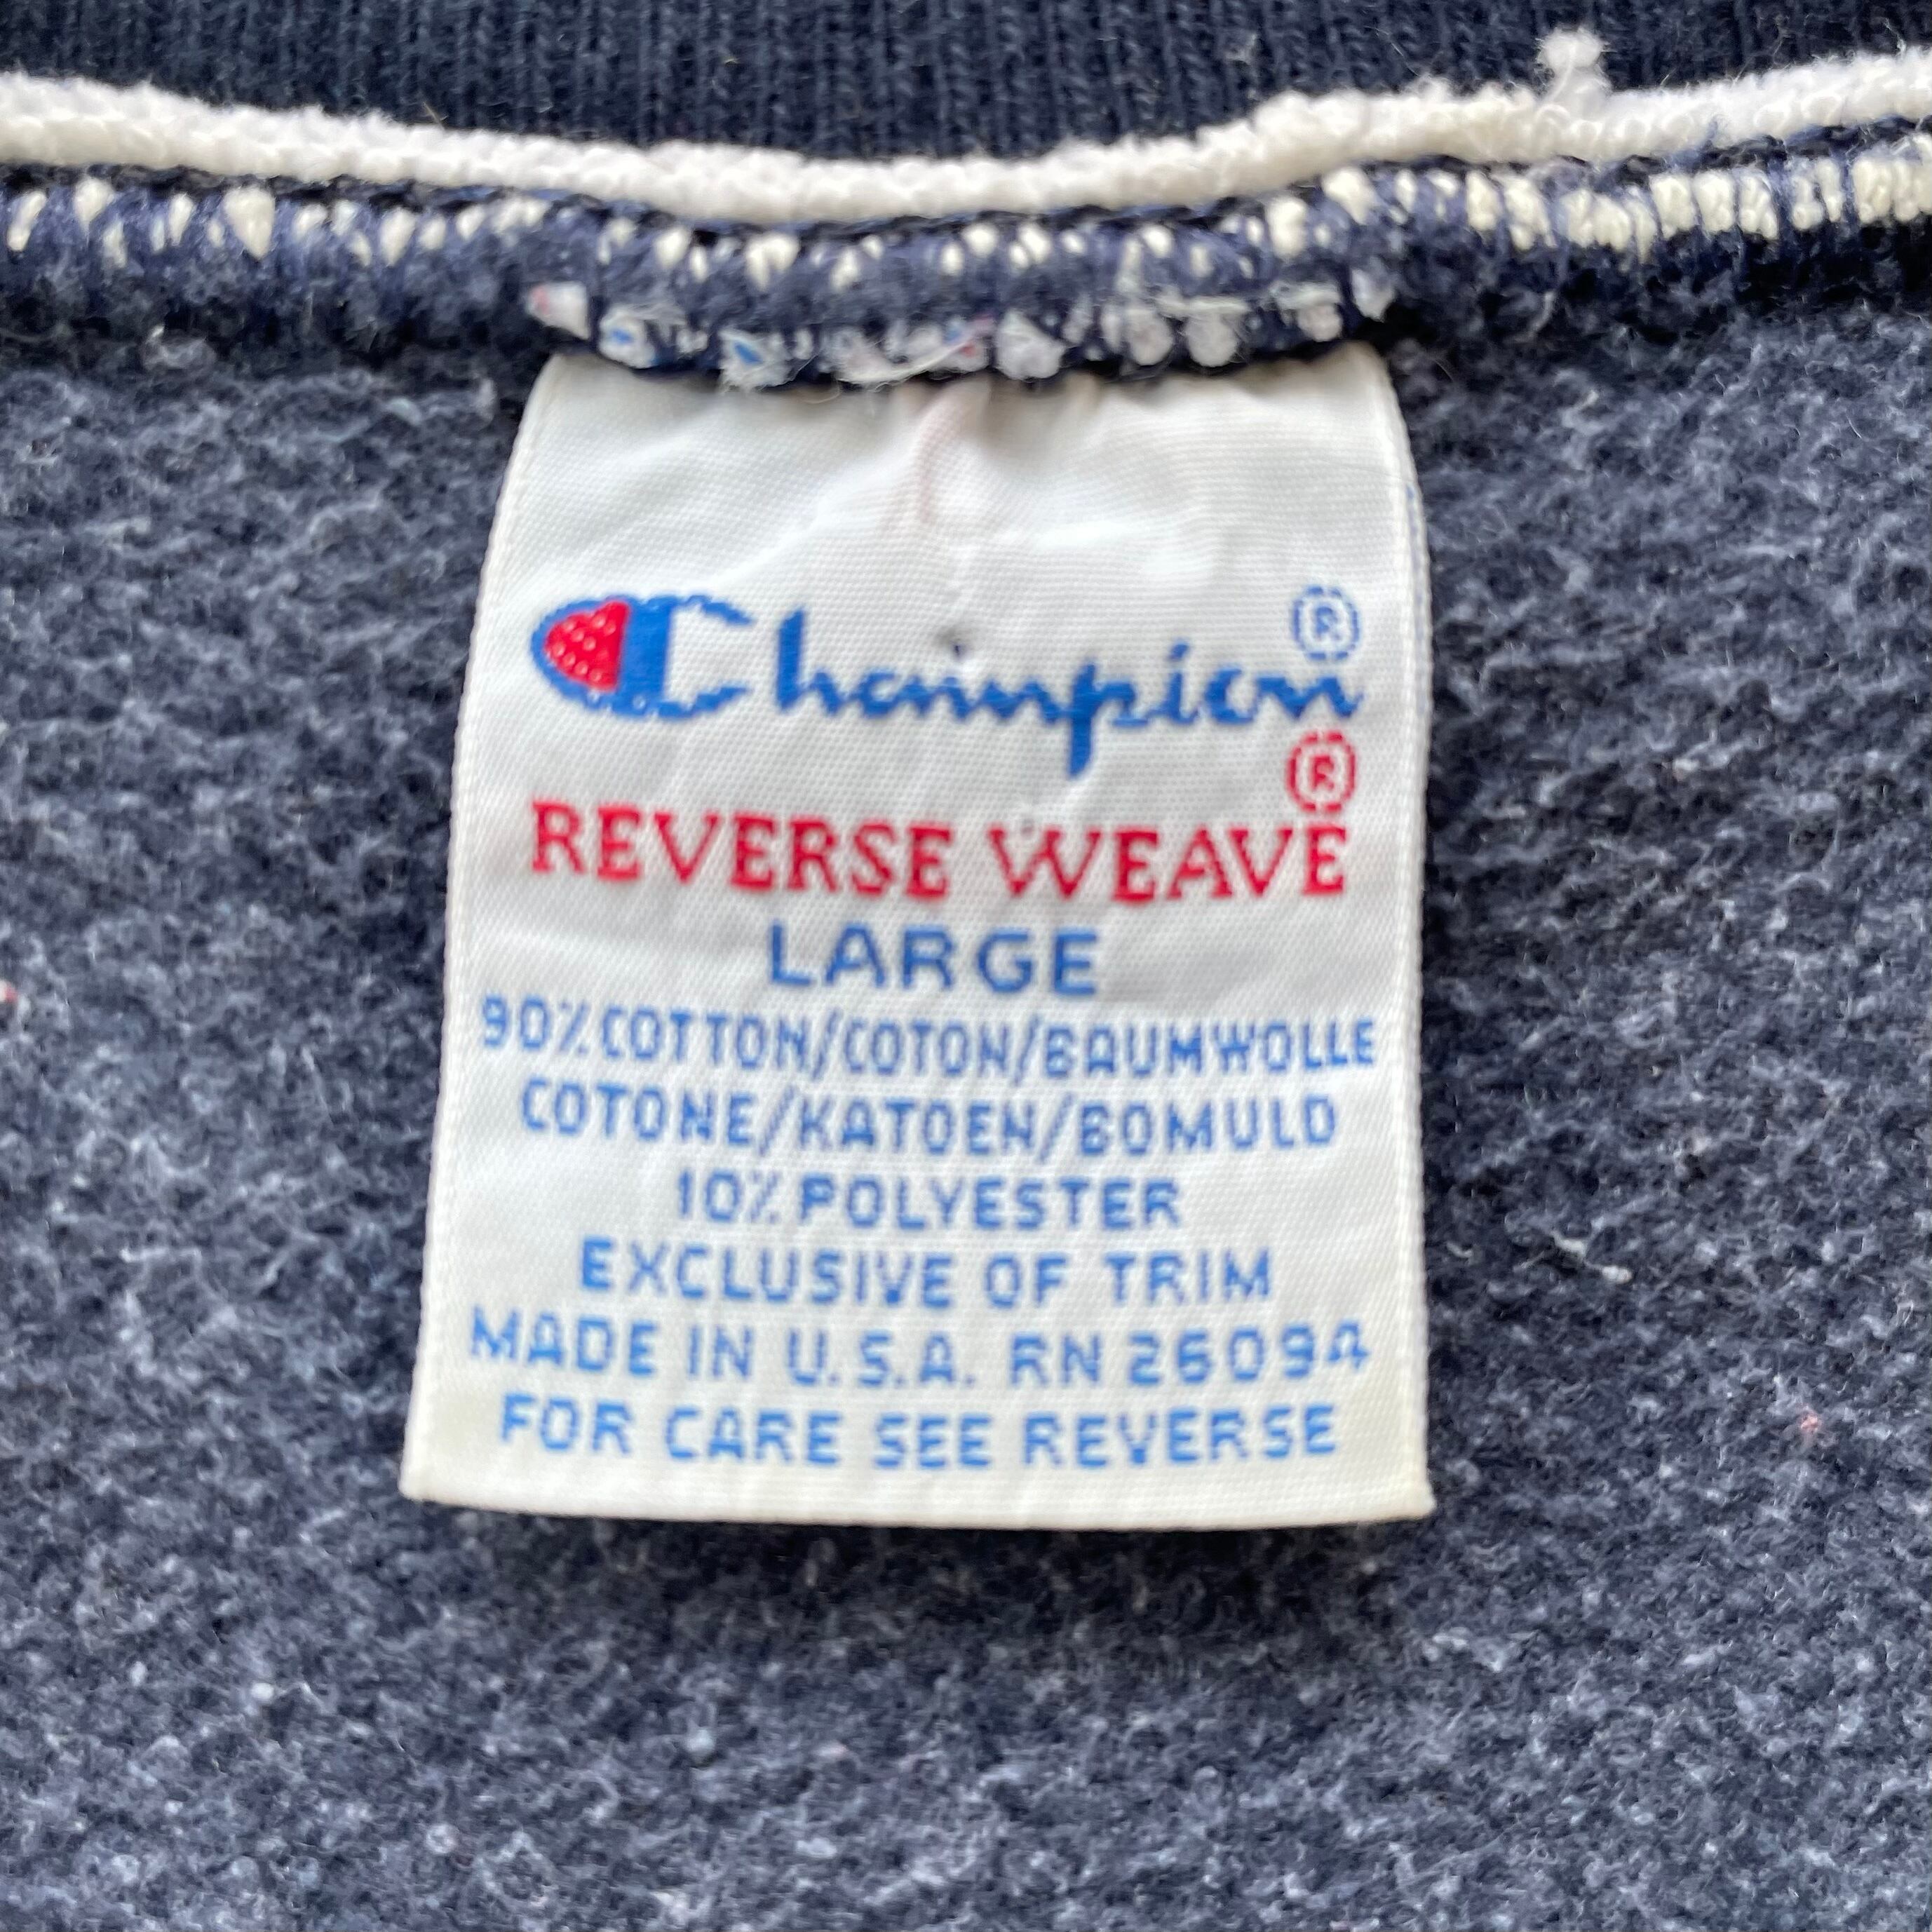 Champion®
REVERSE WEAVE®
LARGE
90% COTTON/COTON/BAUMWOLLE
COTONE/KATOEN/BOMULD
10% POLYESTER
EXCLUSIVE OF TRIM
MADE IN U.S.A. RN 26094
FOR CARE SEE REVERSE